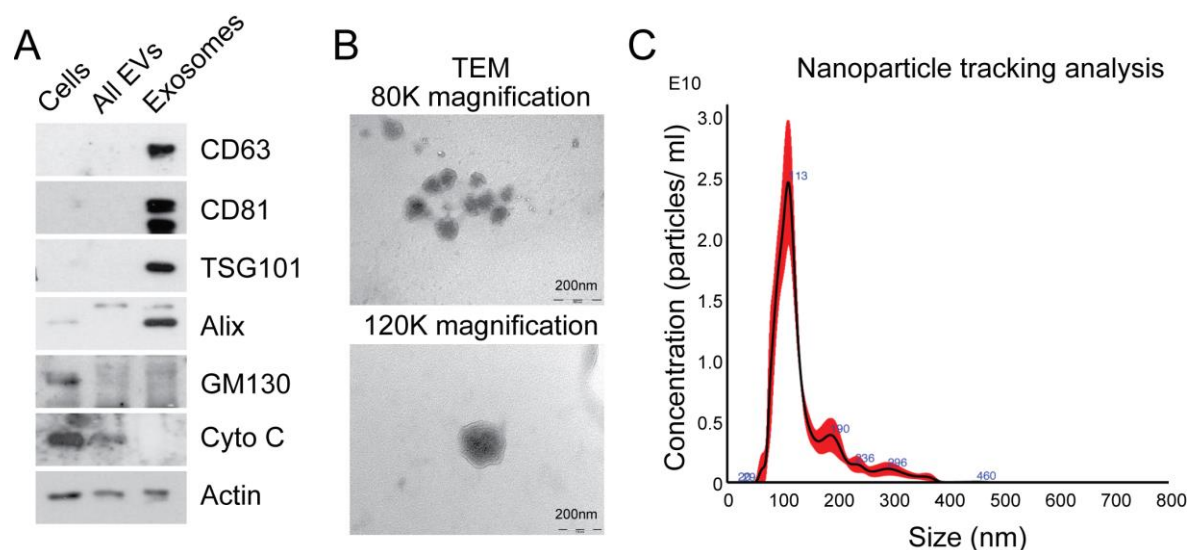 A
Cells
All EVs
Exosomes
CD63
CD81
TSG101
Alix
GM130
Cyto C
Actin
B
TEM
80K magnification
200nm
120K magnification
200nm
C
Nanoparticle tracking analysis
E10
Concentration (particles/ ml)
3.0
2.5
2.0
1.5
1.0
0.5
0
113
190
236
296
460
0 100 200 300 400 500 600 700 800
Size (nm)